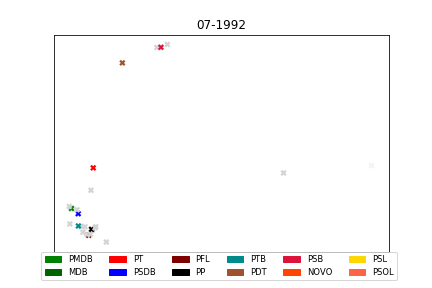 07-1992
PMDB PT PFL PTB PSB PSL
MDB PSDB PP PDT NOVO PSOL